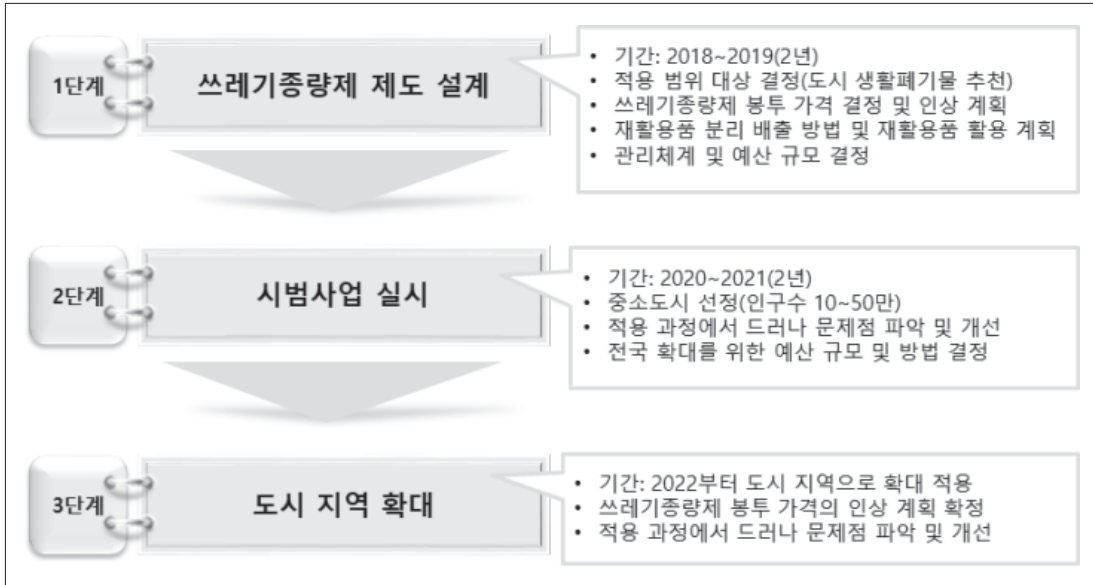 1단계
쓰레기종량제 제도 설계
• 기간: 2018~2019(2년)
• 적용 범위 대상 결정(도시 생활폐기물 추천)
• 쓰레기종량제 봉투 가격 결정 및 인상 계획
• 재활용품 분리 배출 방법 및 재활용품 활용 계획
• 관리체계 및 예산 규모 결정
2단계
시범사업 실시
• 기간: 2020~2021(2년)
• 중소도시 선정(인구수 10~50만)
• 적용 과정에서 드러나 문제점 파악 및 개선
• 전국 확대를 위한 예산 규모 및 방법 결정
3단계
도시 지역 확대
• 기간: 2022부터 도시 지역으로 확대 적용
• 쓰레기종량제 봉투 가격의 인상 계획 확정
• 적용 과정에서 드러나 문제점 파악 및 개선